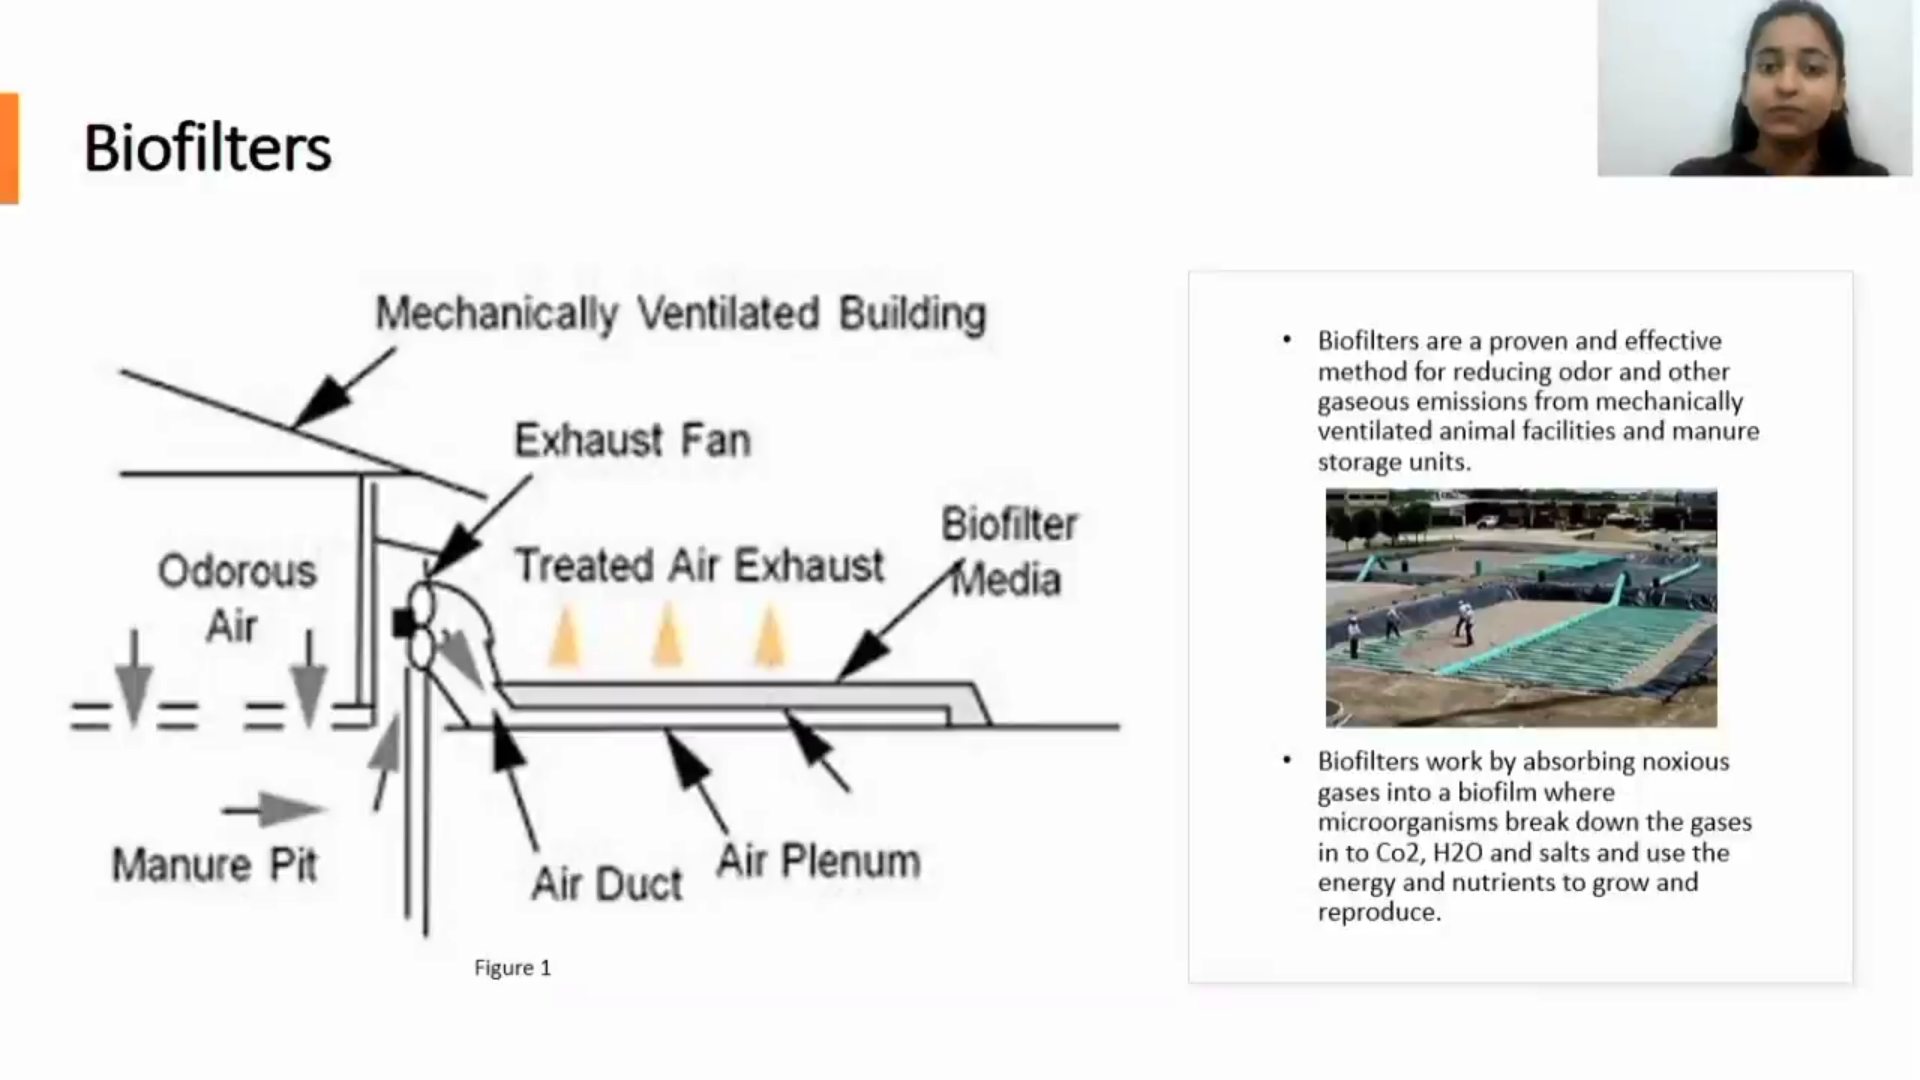 Biofilters
Mechanically Ventilated Building
Exhaust Fan
Biofilter
Media
Treated Air Exhaust
Odorous
Air
Manure Pit
Air Duct
Air Plenum
Figure 1
• Biofilters are a proven and effective
method for reducing odor and other
gaseous emissions from mechanically
ventilated animal facilities and manure
storage units.
• Biofilters work by absorbing noxious
gases into a biofilm where
microorganisms break down the gases
in to Co2, H2O and salts and use the
energy and nutrients to grow and
reproduce.